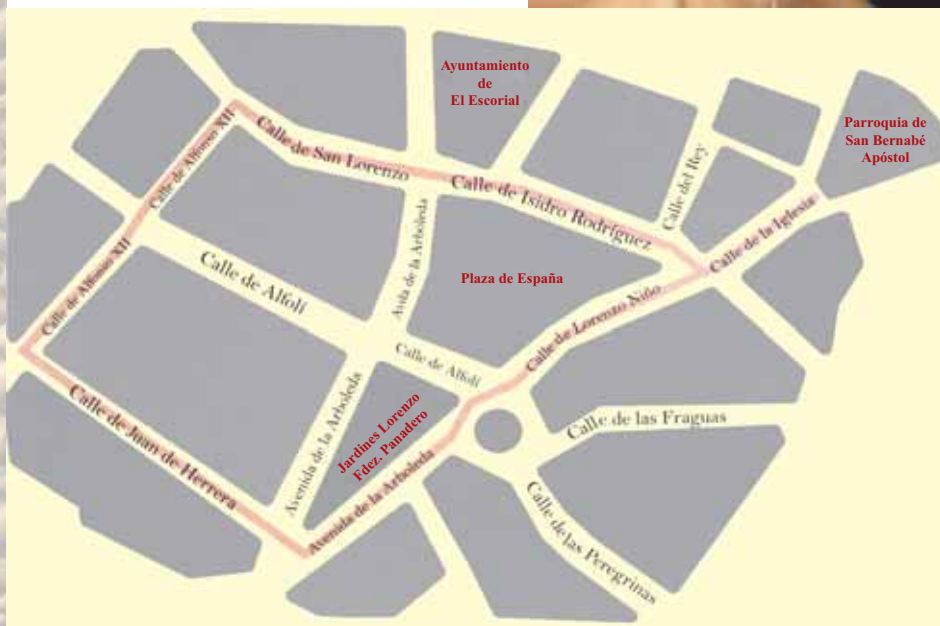 Ayuntamiento
de
El Escorial
Parroquia de
San Bernabé
Apóstol
Calle de Alfonso XII
Calle de San Lorenzo
Calle de Isidro Rodríguez
Calle del Rey
Calle de la Iglesia
Avda de la Arboleda
Plaza de España
Calle de Alfonso XII
Calle de Alfolí
Calle de Lorenzo Niño
Calle de Alfolí
Calle de Juan de Herrera
Avenida de la Arboleda
Jardines Lorenzo
Fdez. Panadero
Avenida de la Arboleda
Calle de las Fraguas
Calle de las Peregrinas